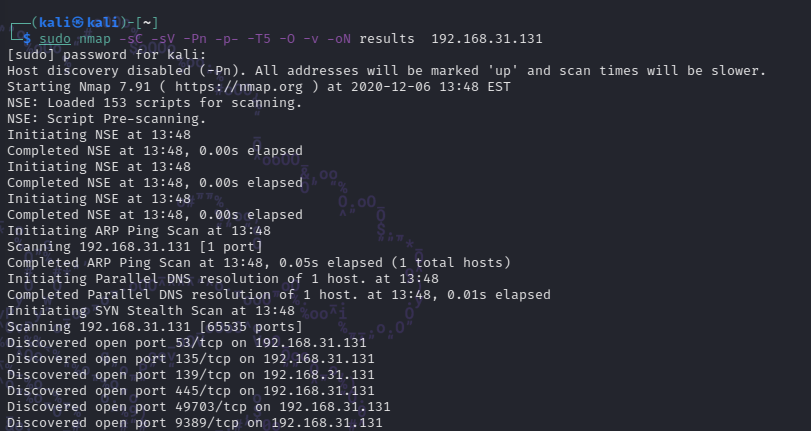 ┌──(kali㉿kali)-[~]
└─$ sudo nmap -sC -sV -Pn -p- -T5 -O -v -oN results  192.168.31.131
[sudo] password for kali:
Host discovery disabled (-Pn). All addresses will be marked 'up' and scan times will be slower.
Starting Nmap 7.91 ( https://nmap.org ) at 2020-12-06 13:48 EST
NSE: Loaded 153 scripts for scanning.
NSE: Script Pre-scanning.
Initiating NSE at 13:48
Completed NSE at 13:48, 0.00s elapsed
Initiating NSE at 13:48
Completed NSE at 13:48, 0.00s elapsed
Initiating NSE at 13:48
Completed NSE at 13:48, 0.00s elapsed
Initiating ARP Ping Scan at 13:48
Scanning 192.168.31.131 [1 port]
Completed ARP Ping Scan at 13:48, 0.05s elapsed (1 total hosts)
Initiating Parallel DNS resolution of 1 host. at 13:48
Completed Parallel DNS resolution of 1 host. at 13:48, 0.01s elapsed
Initiating SYN Stealth Scan at 13:48
Scanning 192.168.31.131 [65535 ports]
Discovered open port 53/tcp on 192.168.31.131
Discovered open port 135/tcp on 192.168.31.131
Discovered open port 139/tcp on 192.168.31.131
Discovered open port 445/tcp on 192.168.31.131
Discovered open port 49703/tcp on 192.168.31.131
Discovered open port 9389/tcp on 192.168.31.131